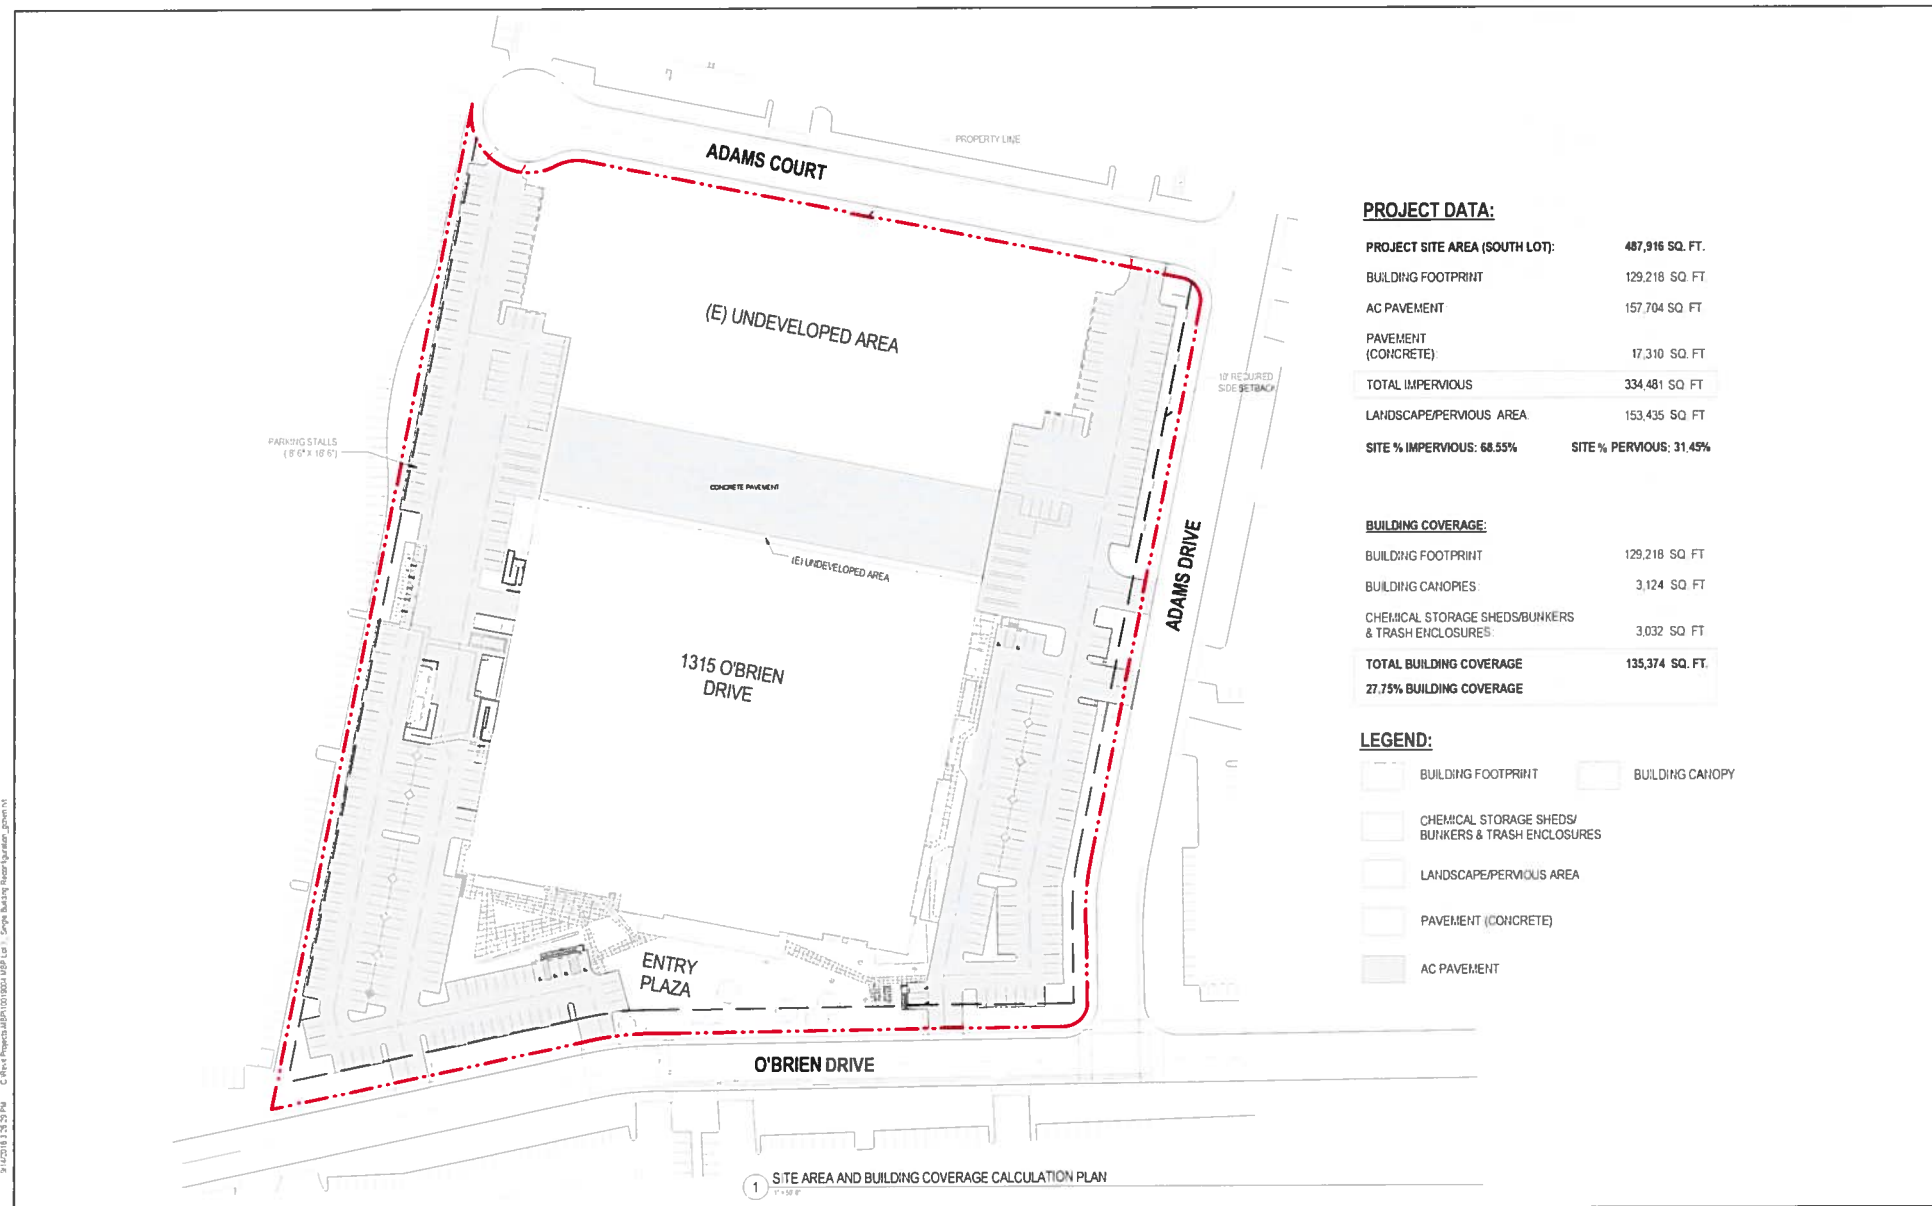 ADAMS COURT
PROPERTY LINE
(E) UNDEVELOPED AREA
10' REQUIRED
SIDE SETBACK
PARKING STALLS
(8'6" X 16'6")
CONCRETE PAVEMENT
(E) UNDEVELOPED AREA
ADAMS DRIVE
1315 O'BRIEN
DRIVE
ENTRY
PLAZA
O'BRIEN DRIVE
1 SITE AREA AND BUILDING COVERAGE CALCULATION PLAN
PROJECT DATA:
PROJECT SITE AREA (SOUTH LOT): 487,916 SQ. FT.
BUILDING FOOTPRINT 129,218 SQ. FT
AC PAVEMENT 157,704 SQ. FT
PAVEMENT
(CONCRETE) 17,310 SQ. FT
TOTAL IMPERVIOUS 334,481 SQ FT
LANDSCAPE/PERVIOUS AREA 153,435 SQ FT
SITE % IMPERVIOUS: 68.55% SITE % PERVIOUS: 31.45%
BUILDING COVERAGE:
BUILDING FOOTPRINT 129,218 SQ FT
BUILDING CANOPIES 3,124 SQ FT
CHEMICAL STORAGE SHEDS/BUNKERS
& TRASH ENCLOSURES 3,032 SQ FT
TOTAL BUILDING COVERAGE 135,374 SQ. FT.
27.75% BUILDING COVERAGE
LEGEND:
BUILDING FOOTPRINT BUILDING CANOPY
CHEMICAL STORAGE SHEDS/
BUNKERS & TRASH ENCLOSURES
LANDSCAPE/PERVIOUS AREA
PAVEMENT (CONCRETE)
AC PAVEMENT